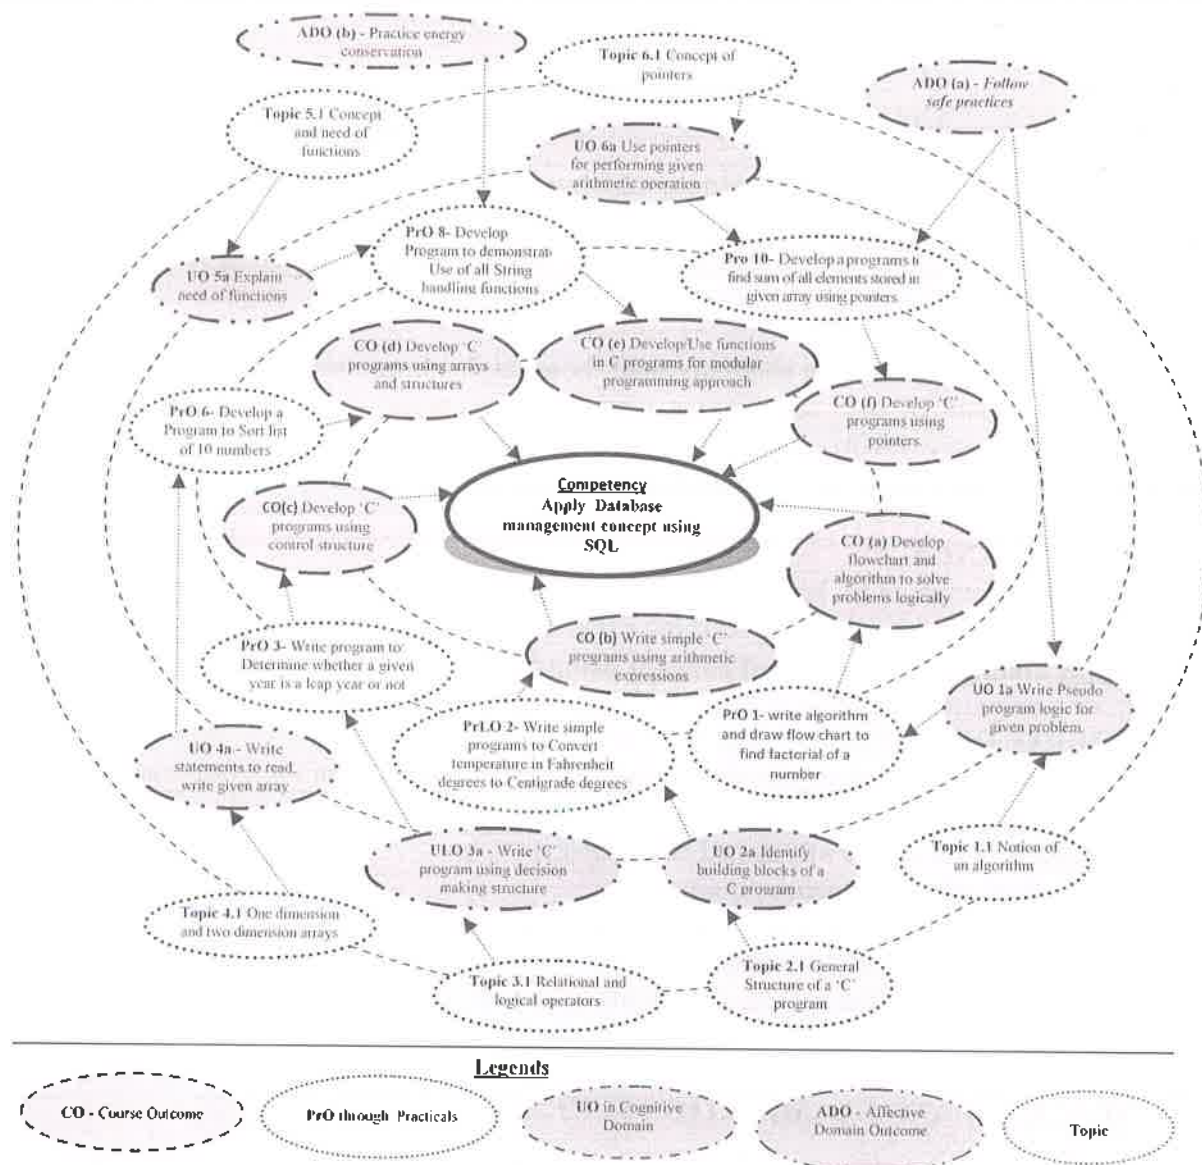 ADO (b) - Practice energy
conservation
Topic 6.1 Concept of
pointers
ADO (a) - Follow
safe practices
Topic 5.1 Concept
and need of
functions
UO 6a Use pointers
for performing given
arithmetic operation
PrO 8- Develop
Program to demonstrat
Use of all String
handling functions
Pro 10- Develop a programs t
find sum of all elements stored in
given array using pointers.
UO 5a Explain
need of functions
CO (d) Develop 'C'
programs using arrays
and structures
CO (e) Develop/Use functions
in C programs for modular
programming approach
PrO 6- Develop a
Program to Sort list
of 10 numbers
CO (f) Develop 'C'
programs using
pointers.
Competency
Apply Database
management concept using
SQL
CO(c) Develop 'C'
programs using
control structure
CO (a) Develop
flowchart and
algorithm to solve
problems logically
CO (b) Write simple 'C'
programs using arithmetic
expressions
PrO 3- Write program to
Determine whether a given
year is a leap year or not
UO 1a Write Pseudo
program logic for
given problem.
PrLO 2- Write simple
programs to Convert
temperature in Fahrenheit
degrees to Centigrade degrees
PrO 1- write algorithm
and draw flow chart to
find factorial of a
number
UO 4a - Write
statements to read,
write given array
ULO 3a - Write 'C'
program using decision
making structure
UO 2a Identify
building blocks of a
C program
Topic 1.1 Notion of
an algorithm
Topic 4.1 One dimension
and two dimension arrays
Topic 3.1 Relational and
logical operators
Topic 2.1 General
Structure of a 'C'
program
Legends
CO - Course Outcome
PrO through Practicals
UO in Cognitive
Domain
ADO - Affective
Domain Outcome
Topic